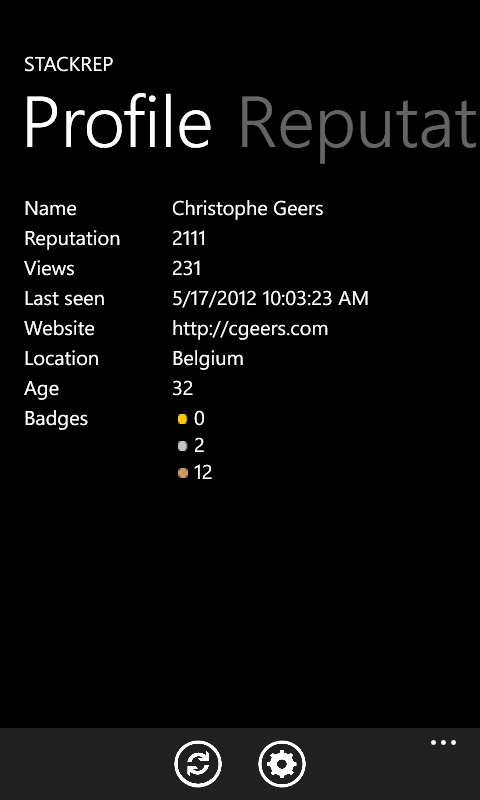 STACKREP
Profile Reputat
Name Christophe Geers
Reputation 2111
Views 231
Last seen 5/17/2012 10:03:23 AM
Website http://cgeers.com
Location Belgium
Age 32
Badges 0
2
12